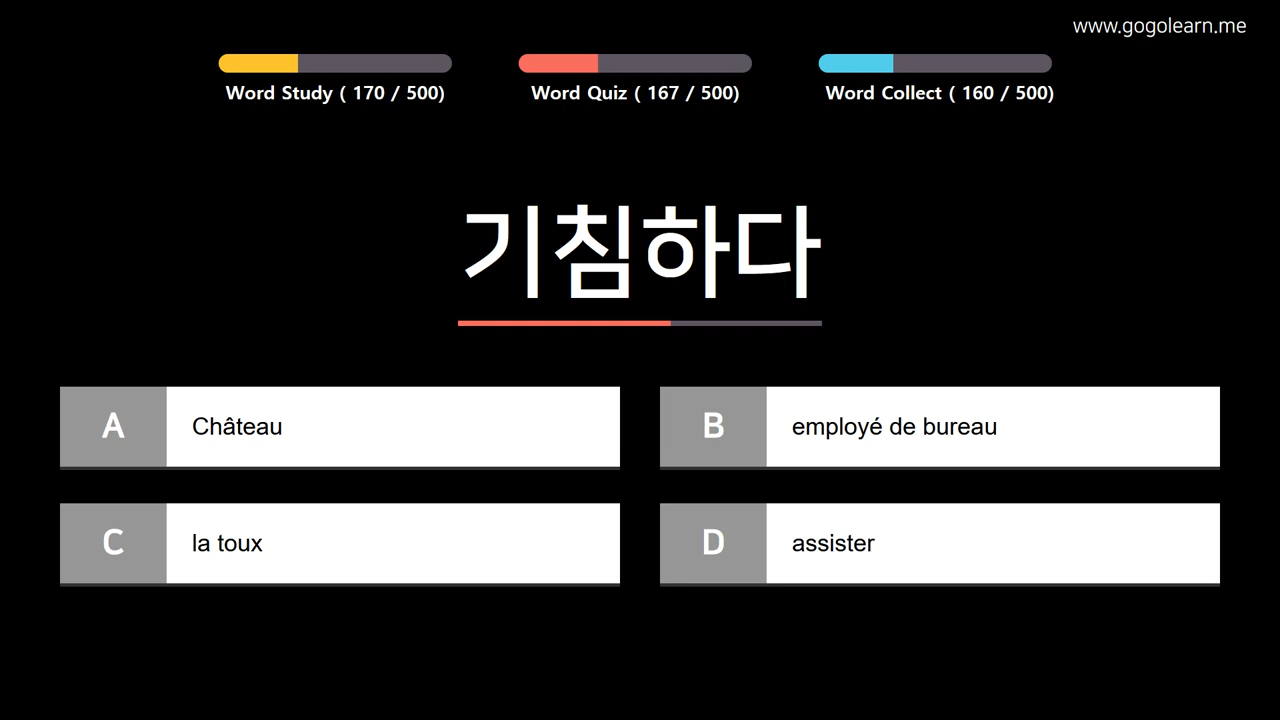 www.gogolearn.me
Word Study ( 170 / 500)
Word Quiz ( 167 / 500)
Word Collect ( 160 / 500)
기침하다
A Château
B employé de bureau
C la toux
D assister